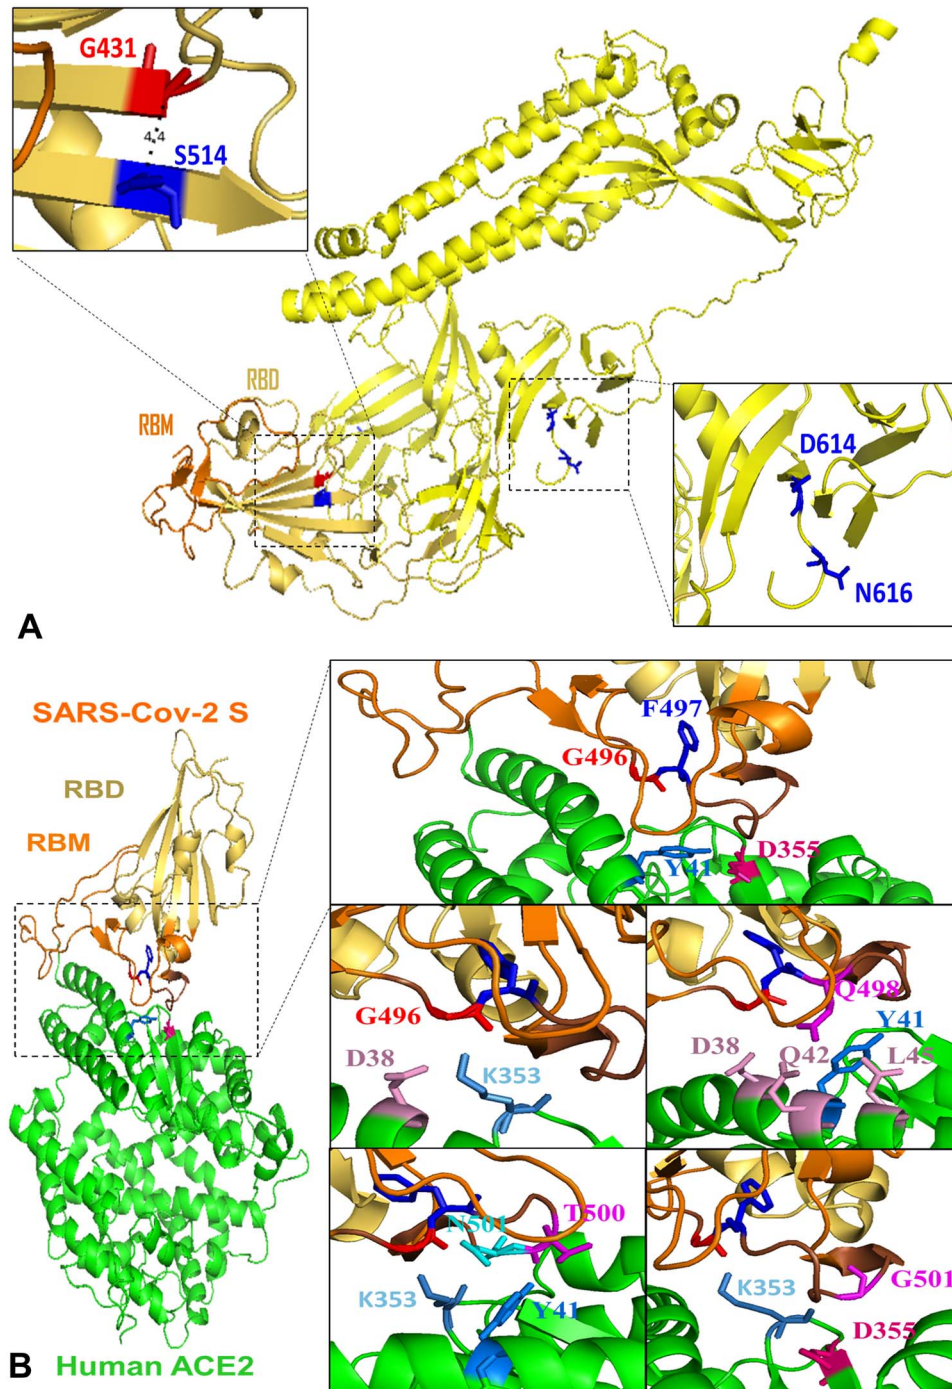 G431
4.4
S514
RBD
RBM
D614
N616
A
SARS-Cov-2 S
RBD
RBM
F497
G496
D355
Y41
G496
D38
K353
Q498
Y41
D38
Q42
L45
N501
T500
K353
Y41
K353
G501
D355
B
Human ACE2